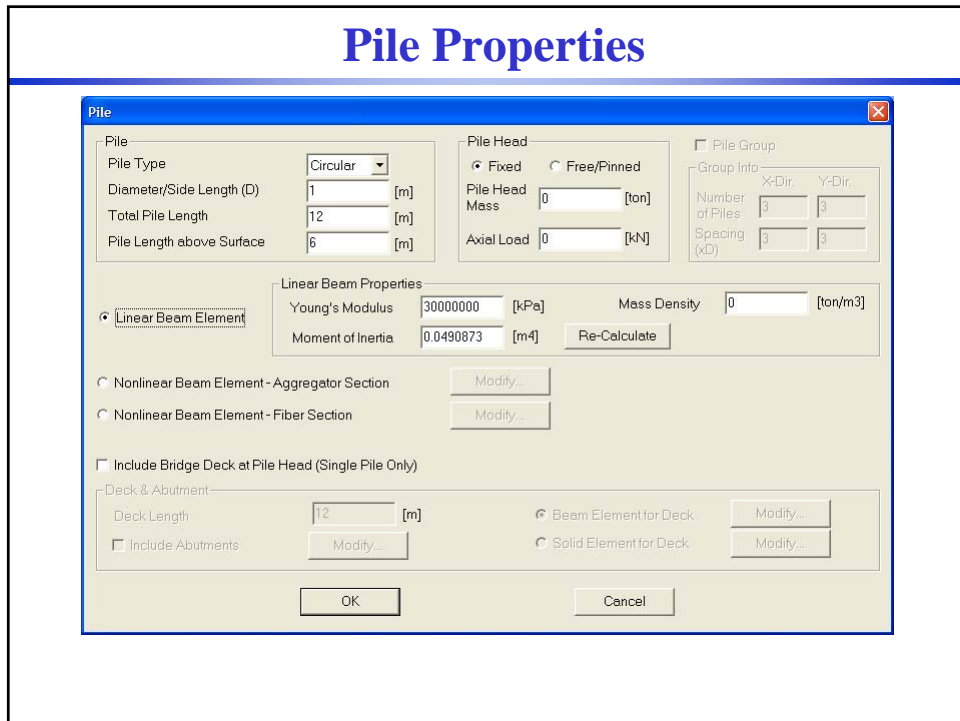 Pile Properties
Pile
Pile
Pile Type Circular
Diameter/Side Length (D) 1 [m]
Total Pile Length 12 [m]
Pile Length above Surface 6 [m]
Pile Head
Fixed Free/Pinned
Pile Head Mass 0 [ton]
Axial Load 0 [kN]
Pile Group
Group Info
X-Dir. Y-Dir.
Number of Piles 3 3
Spacing (xD) 3 3
Linear Beam Element
Linear Beam Properties
Young's Modulus 30000000 [kPa] Mass Density 0 [ton/m3]
Moment of Inertia 0.0490873 [m4] Re-Calculate
Nonlinear Beam Element - Aggregator Section Modify...
Nonlinear Beam Element - Fiber Section Modify...
Include Bridge Deck at Pile Head (Single Pile Only)
Deck & Abutment
Deck Length 12 [m] Beam Element for Deck Modify...
Include Abutments Modify... Solid Element for Deck Modify...
OK Cancel